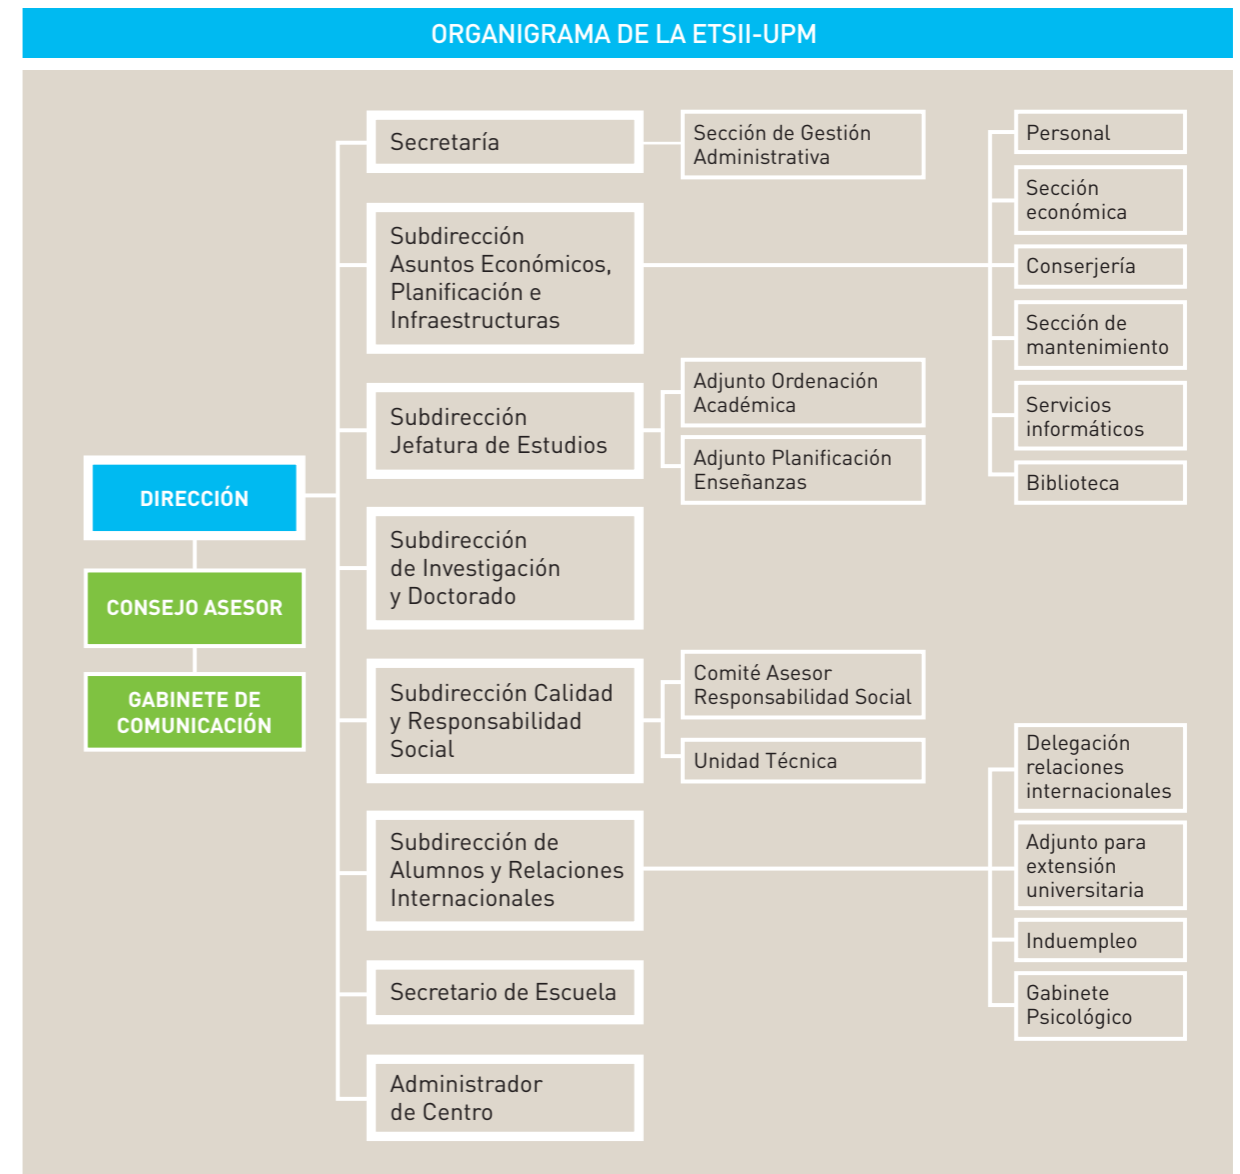 ORGANIGRAMA DE LA ETSII-UPM
DIRECCIÓN
CONSEJO ASESOR
GABINETE DE
COMUNICACIÓN
Secretaría
Sección de Gestión
Administrativa
Subdirección
Asuntos Económicos,
Planificación e
Infraestructuras
Personal
Sección
económica
Conserjería
Sección de
mantenimiento
Servicios
informáticos
Biblioteca
Subdirección
Jefatura de Estudios
Adjunto Ordenación
Académica
Adjunto Planificación
Enseñanzas
Subdirección
de Investigación
y Doctorado
Subdirección Calidad
y Responsabilidad
Social
Comité Asesor
Responsabilidad Social
Unidad Técnica
Subdirección de
Alumnos y Relaciones
Internacionales
Delegación
relaciones
internacionales
Adjunto para
extensión
universitaria
Induempleo
Gabinete
Psicológico
Secretario de Escuela
Administrador
de Centro